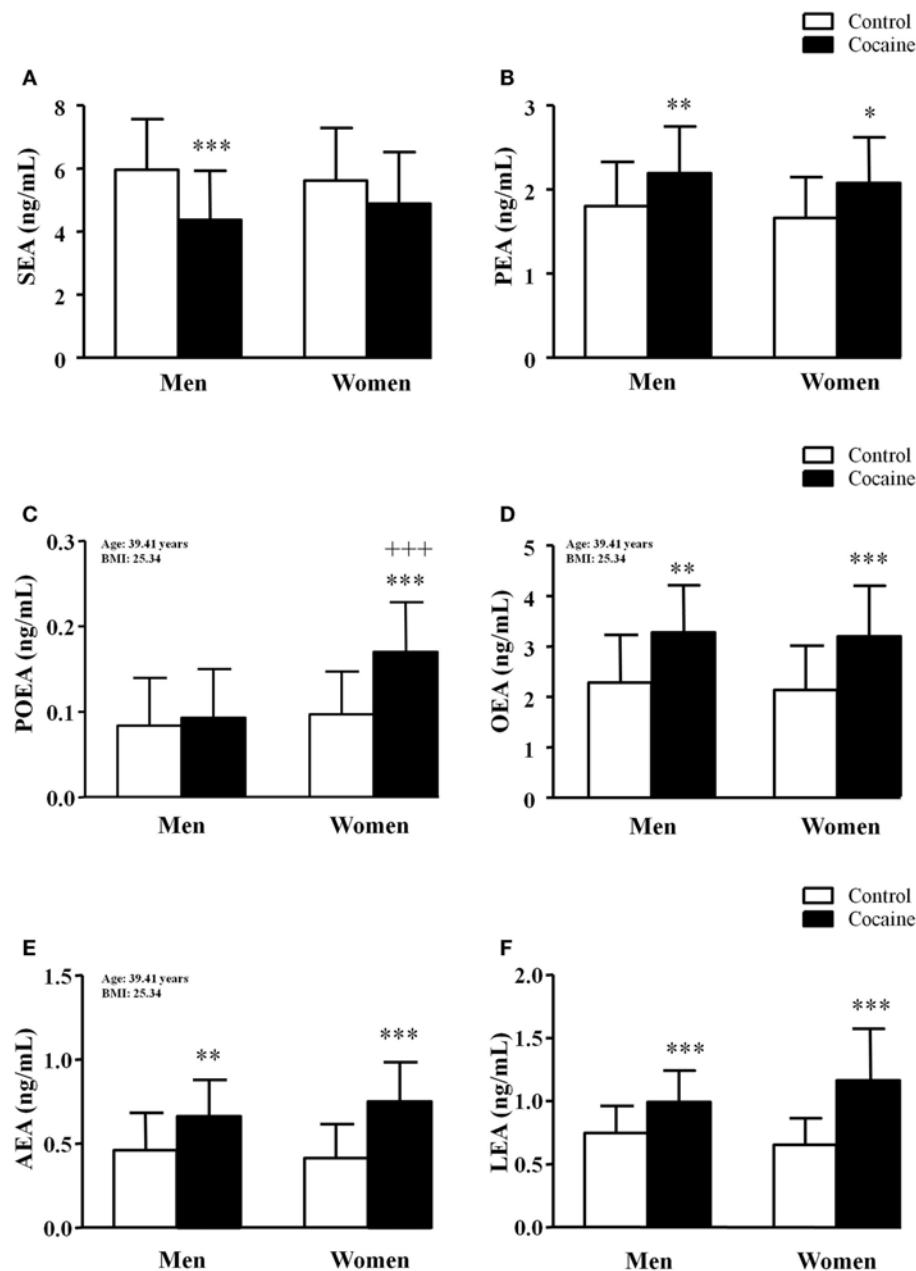 Control
Cocaine
A
SEA (ng/mL)
8
6
4
2
0
***
Men
Women
B
PEA (ng/mL)
3
2
1
0
**
*
Men
Women
Control
Cocaine
C
Age: 39.41 years
BMI: 25.34
POEA (ng/mL)
0.3
0.2
0.1
0.0
+++
***
Men
Women
D
Age: 39.41 years
BMI: 25.34
OEA (ng/mL)
5
4
3
2
1
0
**
***
Men
Women
Control
Cocaine
E
Age: 39.41 years
BMI: 25.34
AEA (ng/mL)
1.5
1.0
0.5
0.0
**
***
Men
Women
F
LEA (ng/mL)
2.0
1.5
1.0
0.5
0.0
***
***
Men
Women